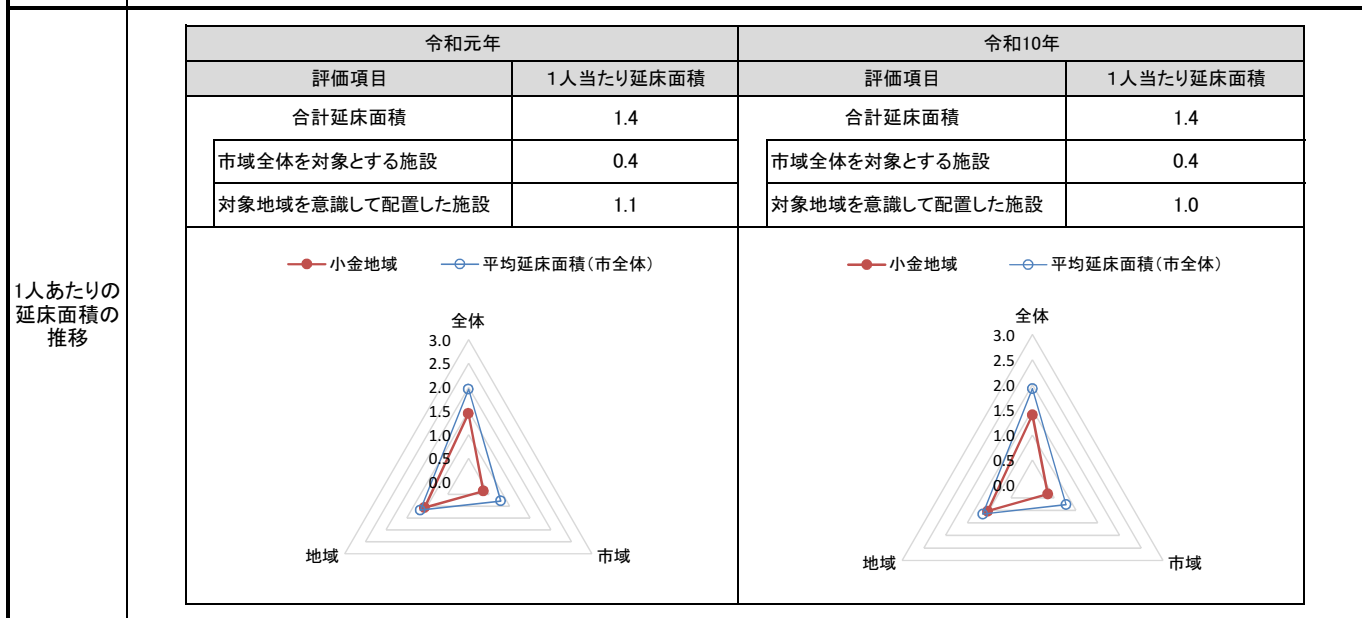 1人あたりの
延床面積の
推移
令和元年
令和10年
評価項目
1人当たり延床面積
評価項目
1人当たり延床面積
合計延床面積
1.4
合計延床面積
1.4
市域全体を対象とする施設
0.4
市域全体を対象とする施設
0.4
対象地域を意識して配置した施設
1.1
対象地域を意識して配置した施設
1.0
小金地域
平均延床面積(市全体)
全体
3.0
2.5
2.0
1.5
1.0
0.5
0.0
地域
市域
小金地域
平均延床面積(市全体)
全体
3.0
2.5
2.0
1.5
1.0
0.5
0.0
地域
市域